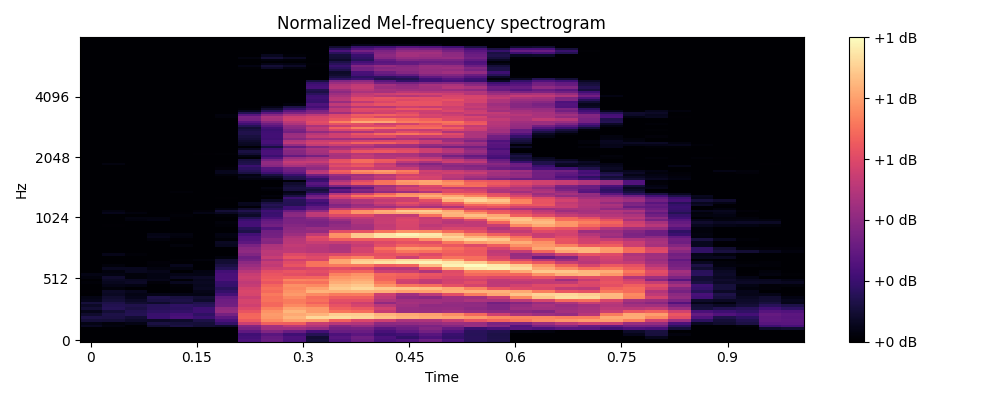 Normalized Mel-frequency spectrogram
Hz
4096
2048
1024
512
0
0 0.15 0.3 0.45 0.6 0.75 0.9
Time
+1 dB
+1 dB
+1 dB
+0 dB
+0 dB
+0 dB